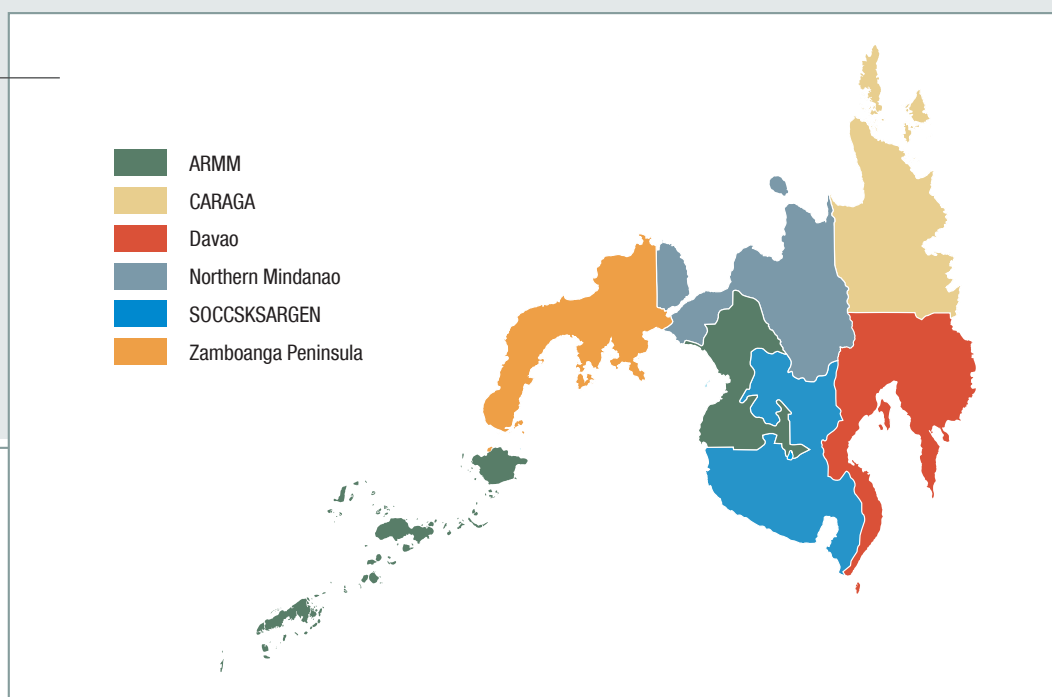 ARMM
CARAGA
Davao
Northern Mindanao
SOCCSKSARGEN
Zamboanga Peninsula